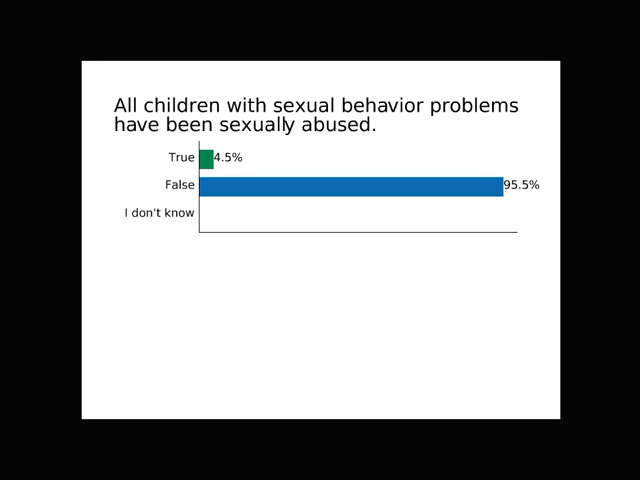 All children with sexual behavior problems
have been sexually abused.
True 4.5%
False 95.5%
I don't know